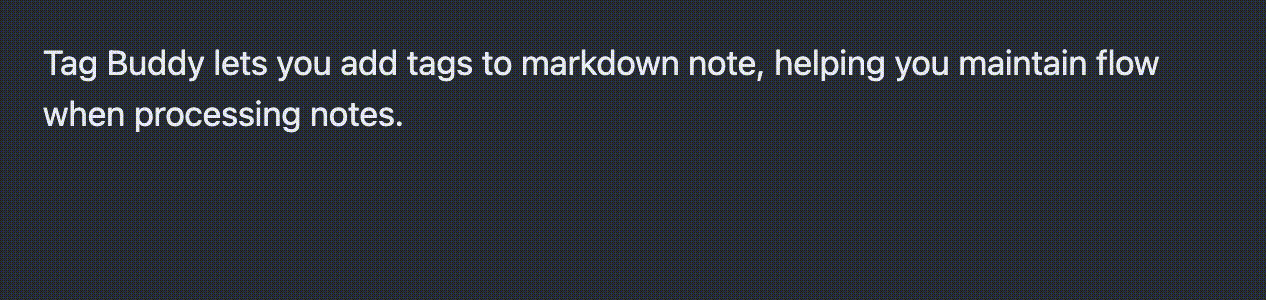 Tag Buddy lets you add tags to markdown note, helping you maintain flow
when processing notes.